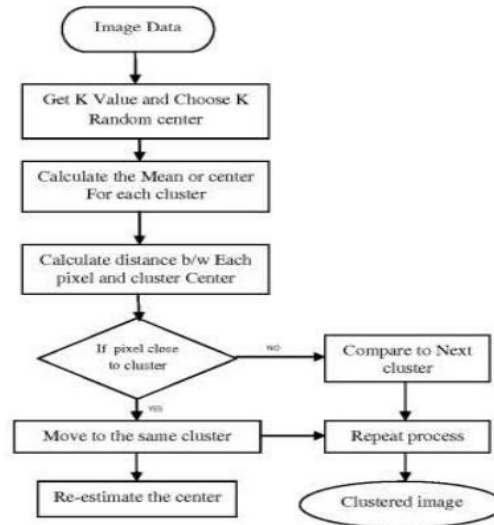 Image Data
Get K Value and Choose K
Random center
Calculate the Mean or center
For each cluster
Calculate distance b/w Each
pixel and cluster Center
If pixel close
to cluster
NO
Compare to Next
cluster
YES
Move to the same cluster
Repeat process
Re-estimate the center
Clustered image